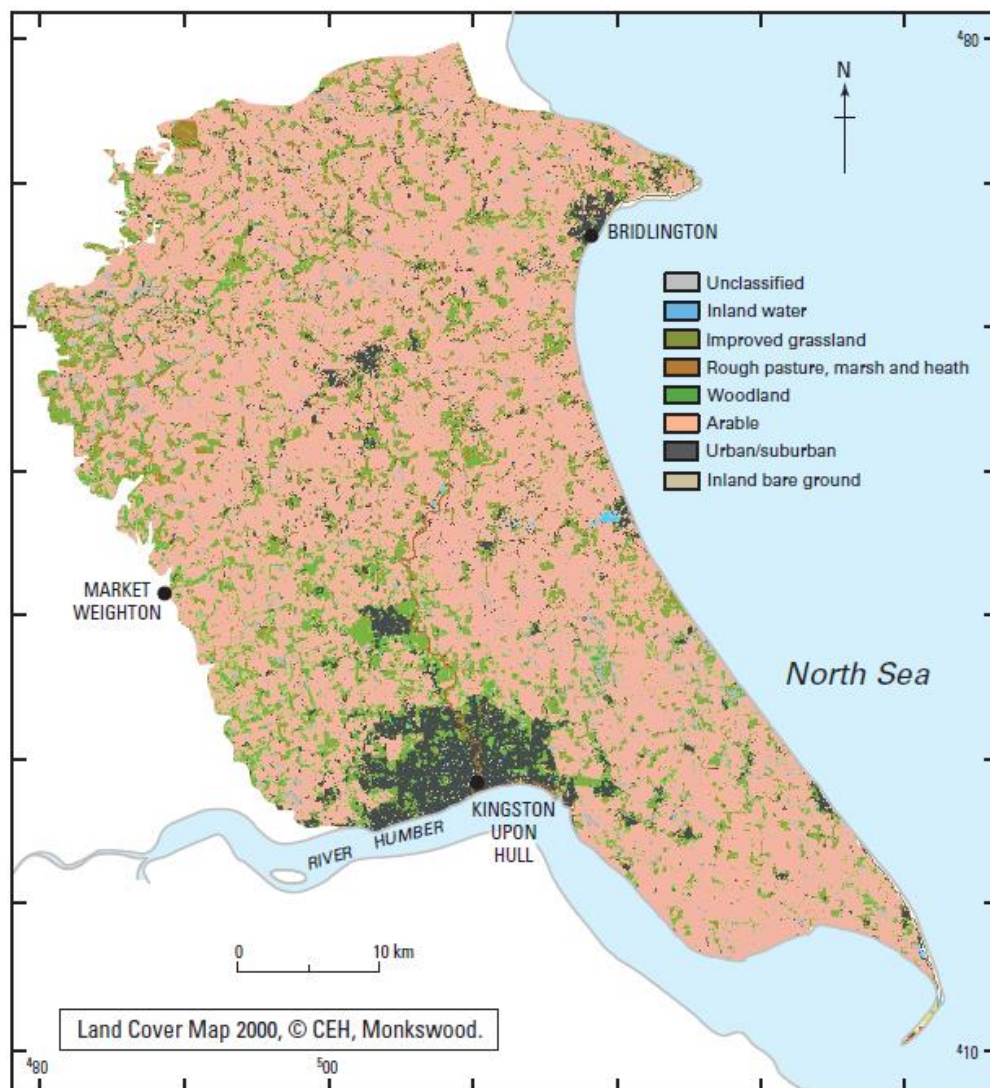 ⁴80
N
BRIDLINGTON
Unclassified
Inland water
Improved grassland
Rough pasture, marsh and heath
Woodland
Arable
Urban/suburban
Inland bare ground
MARKET
WEIGHTON
North Sea
KINGSTON
UPON
HULL
RIVER HUMBER
0 10 km
Land Cover Map 2000, © CEH, Monkswood.
⁴80
⁵00
⁴10